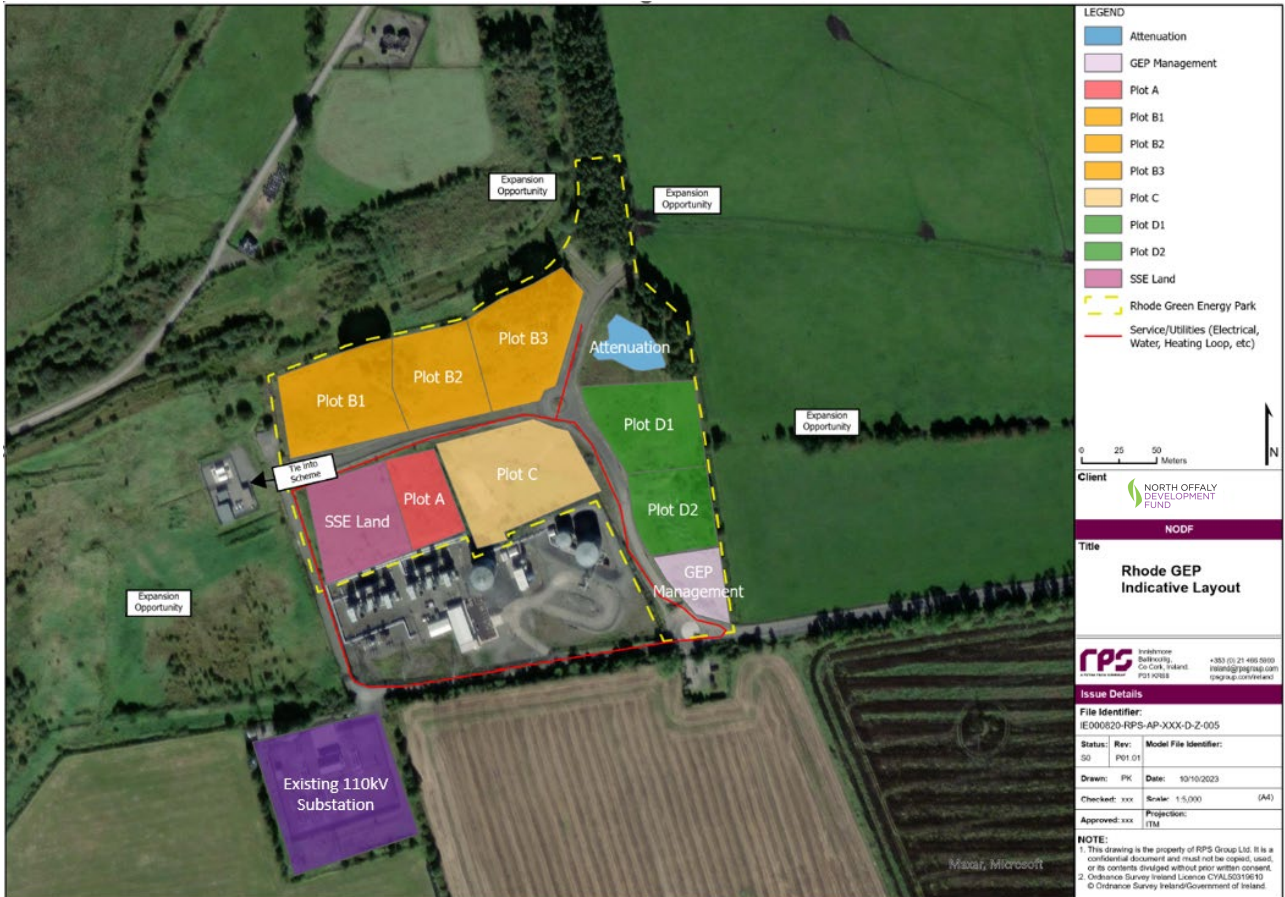 Expansion
Opportunity
Expansion
Opportunity
Plot B3
Attenuation
Plot B2
Plot B1
Plot D1
Expansion
Opportunity
Tie into
Scheme
Plot C
Plot A
SSE Land
Plot D2
GEP
Management
Expansion
Opportunity
Existing 110kV
Substation
Maxar, Microsoft
LEGEND
Attenuation
GEP Management
Plot A
Plot B1
Plot B2
Plot B3
Plot C
Plot D1
Plot D2
SSE Land
Rhode Green Energy Park
Service/Utilities (Electrical,
Water, Heating Loop, etc)
0 25 50
Meters
N
Client
NORTH OFFALY
DEVELOPMENT
FUND
NODF
Title
Rhode GEP
Indicative Layout
rps
A TETRA TECH COMPANY
Innishmore
Ballincollig,
Co Cork, Ireland.
ireland@rpsgroup.com
rpsgroup.com/ireland
Issue Details
File Identifier:
IE000820-RPS-AP-XXX-D-Z-005
Status: Rev: Model File Identifier:
S0 P01.01
Drawn: PK Date: 10/10/2023
Checked: xxx Scale: 1:5,000 (A4)
Approved: xxx Projection:
ITM
NOTE:
1. This drawing is the property of RPS Group Ltd. It is a
confidential document and must not be copied, used,
or its contents divulged without prior written consent.
2. Ordnance Survey Ireland Licence CYAL50319610
© Ordnance Survey Ireland/Government of Ireland.